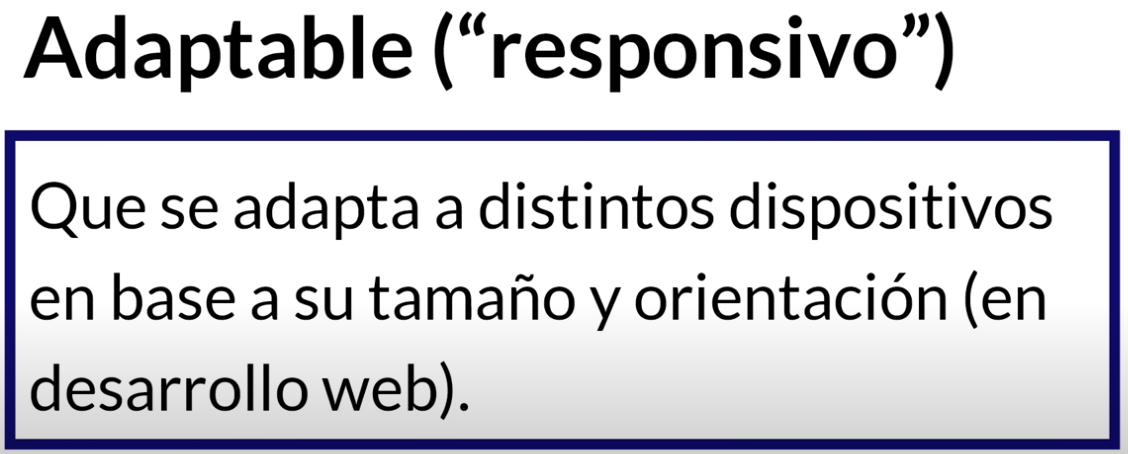 Adaptable (“responsivo”)
Que se adapta a distintos dispositivos
en base a su tamaño y orientación (en
desarrollo web).